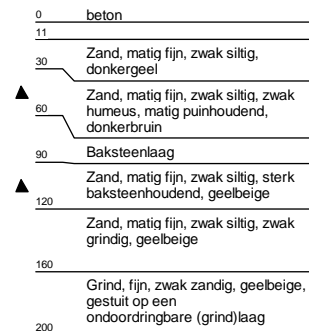 0 beton
11
Zand, matig fijn, zwak siltig,
30 donkergeel
Zand, matig fijn, zwak siltig, zwak
60 humeus, matig puinhoudend,
donkerbruin
90 Baksteenlaag
Zand, matig fijn, zwak siltig, sterk
baksteenhoudend, geelbeige
120
Zand, matig fijn, zwak siltig, zwak
grindig, geelbeige
160
Grind, fijn, zwak zandig, geelbeige,
gestuit op een
ondoordringbare (grind)laag
200